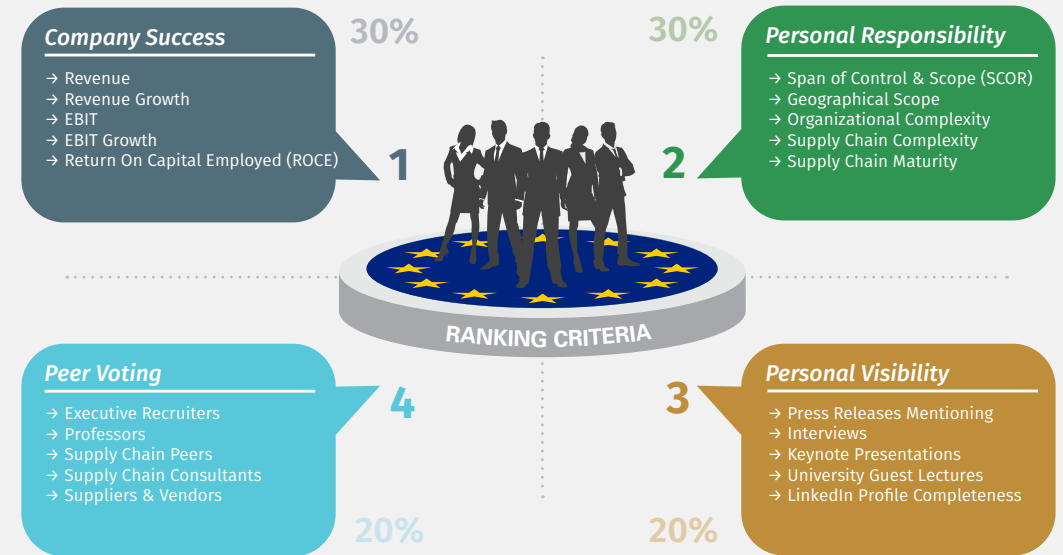 Company Success
→ Revenue
→ Revenue Growth
→ EBIT
→ EBIT Growth
→ Return On Capital Employed (ROCE)
30%
1
30%
2
Personal Responsibility
→ Span of Control & Scope (SCOR)
→ Geographical Scope
→ Organizational Complexity
→ Supply Chain Complexity
→ Supply Chain Maturity
RANKING CRITERIA
Peer Voting
→ Executive Recruiters
→ Professors
→ Supply Chain Peers
→ Supply Chain Consultants
→ Suppliers & Vendors
4
20%
3
20%
Personal Visibility
→ Press Releases Mentioning
→ Interviews
→ Keynote Presentations
→ University Guest Lectures
→ LinkedIn Profile Completeness